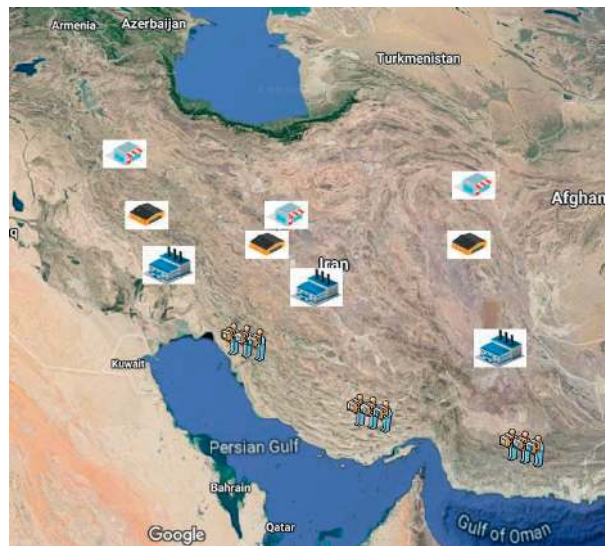 Armenia
Azerbaijan
Turkmenistan
Afghan
q
Iran
Kuwait
Persian Gulf
Bahrain
Google
Qatar
Gulf of Oman